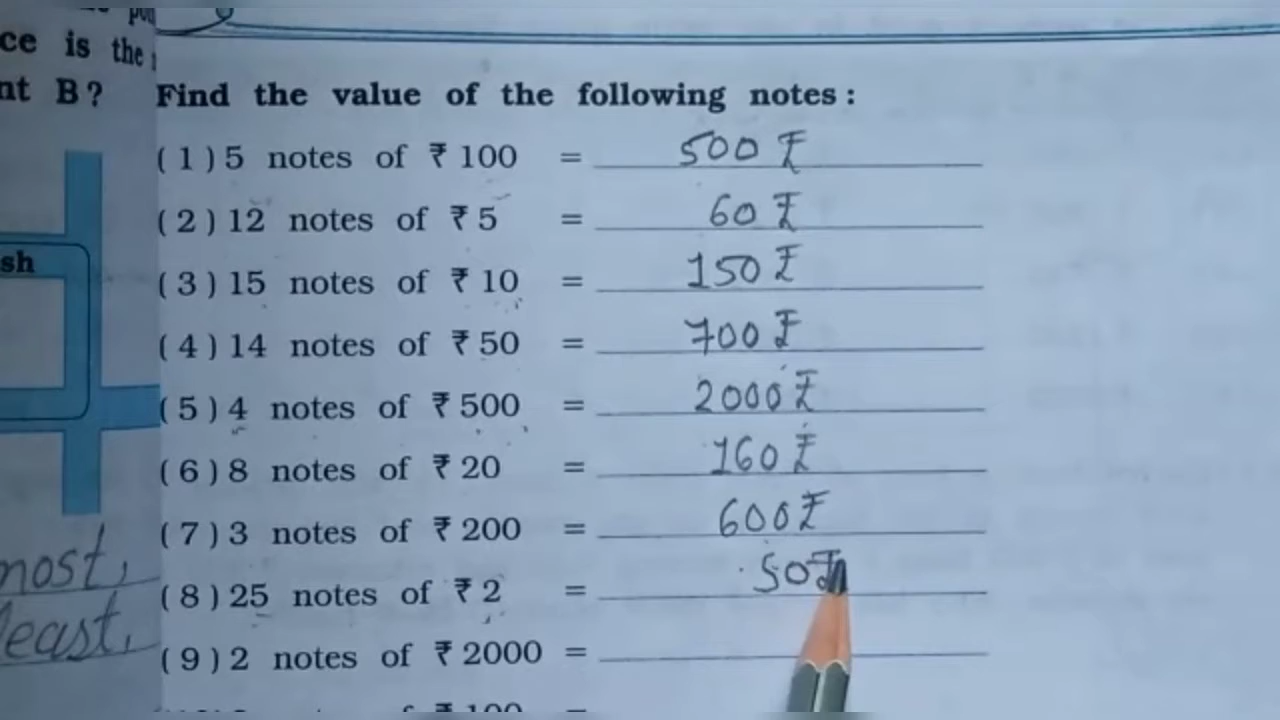 ce is the
nt B?
sh
most,
least,
Find the value of the following notes :
( 1 ) 5 notes of ₹ 100 = 500 ₹
( 2 ) 12 notes of ₹ 5 = 60 ₹
( 3 ) 15 notes of ₹ 10 = 150 ₹
( 4 ) 14 notes of ₹ 50 = 700 ₹
( 5 ) 4 notes of ₹ 500 = 2000 ₹
( 6 ) 8 notes of ₹ 20 = 160 ₹
( 7 ) 3 notes of ₹ 200 = 600 ₹
( 8 ) 25 notes of ₹ 2 = 50 ₹
( 9 ) 2 notes of ₹ 2000 =